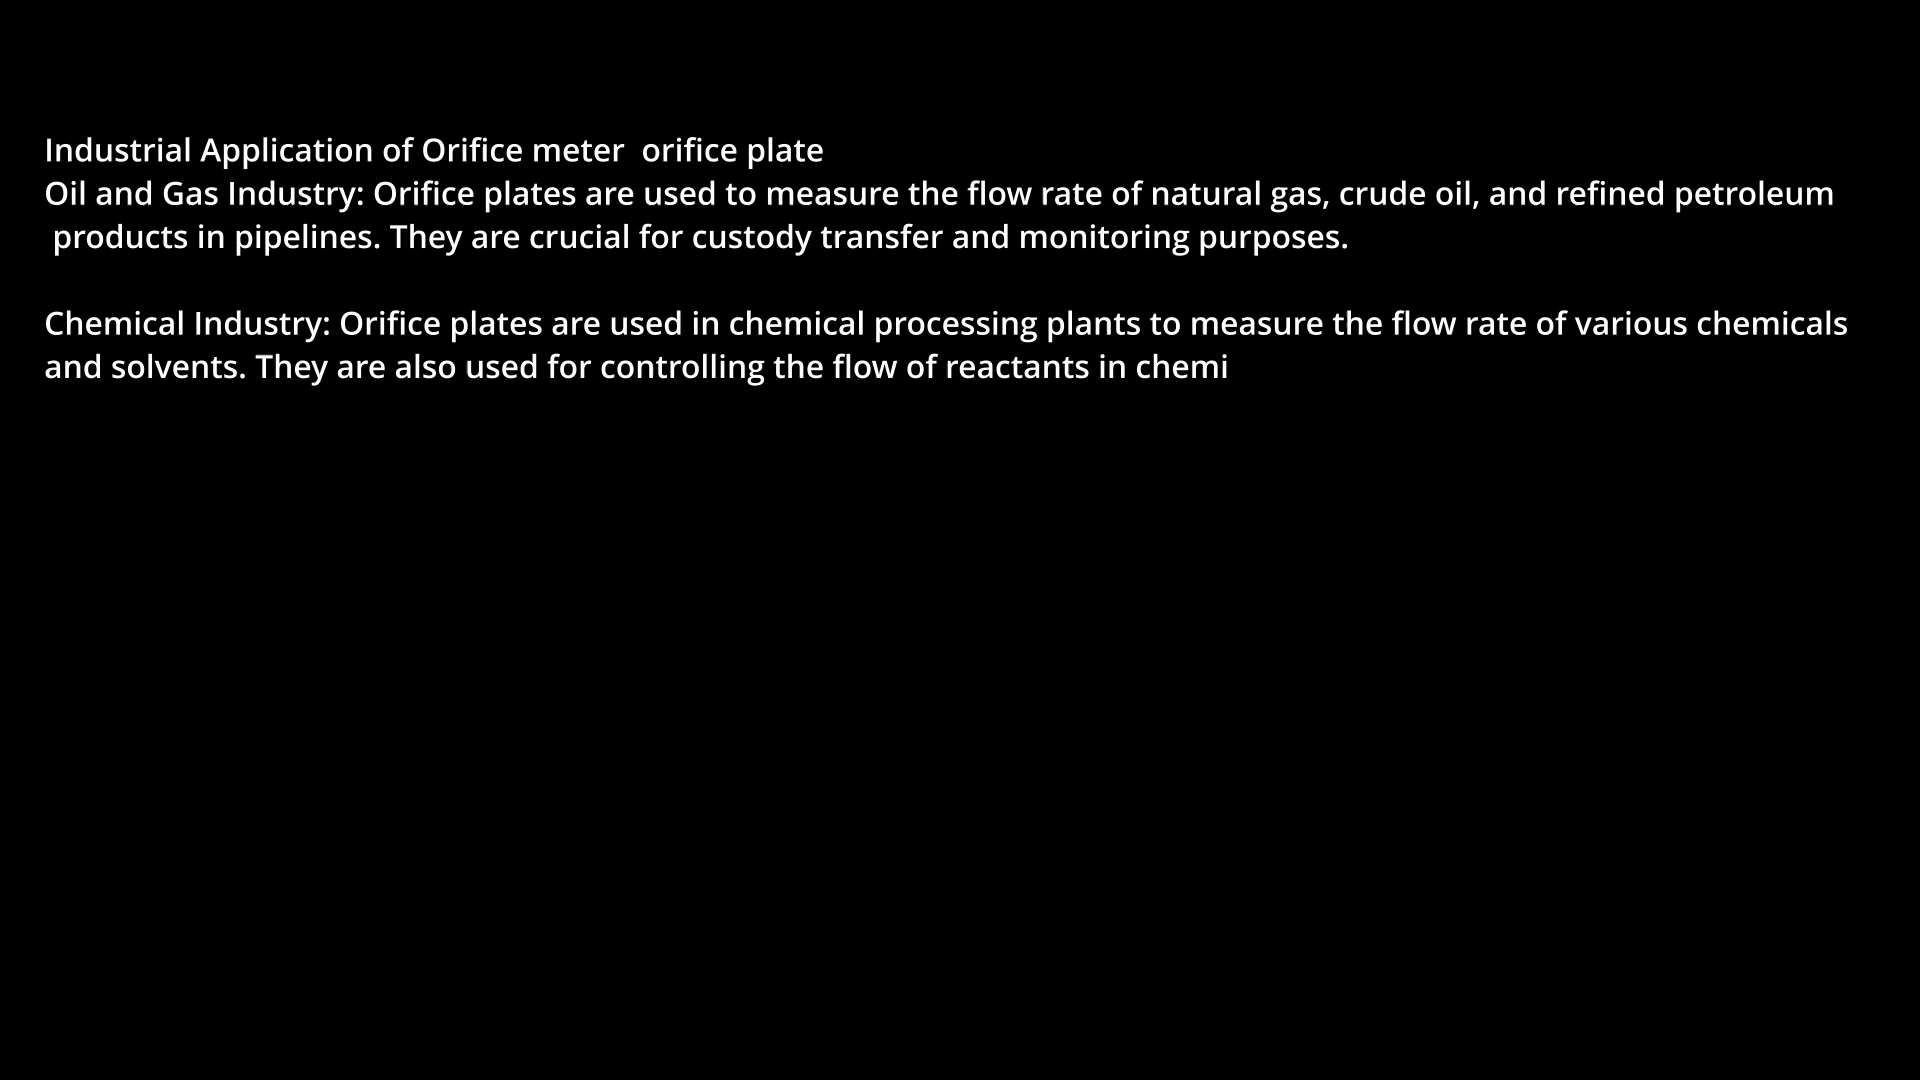 Industrial Application of Orifice meter  orifice plate
Oil and Gas Industry: Orifice plates are used to measure the flow rate of natural gas, crude oil, and refined petroleum
products in pipelines. They are crucial for custody transfer and monitoring purposes.
Chemical Industry: Orifice plates are used in chemical processing plants to measure the flow rate of various chemicals
and solvents. They are also used for controlling the flow of reactants in chemi